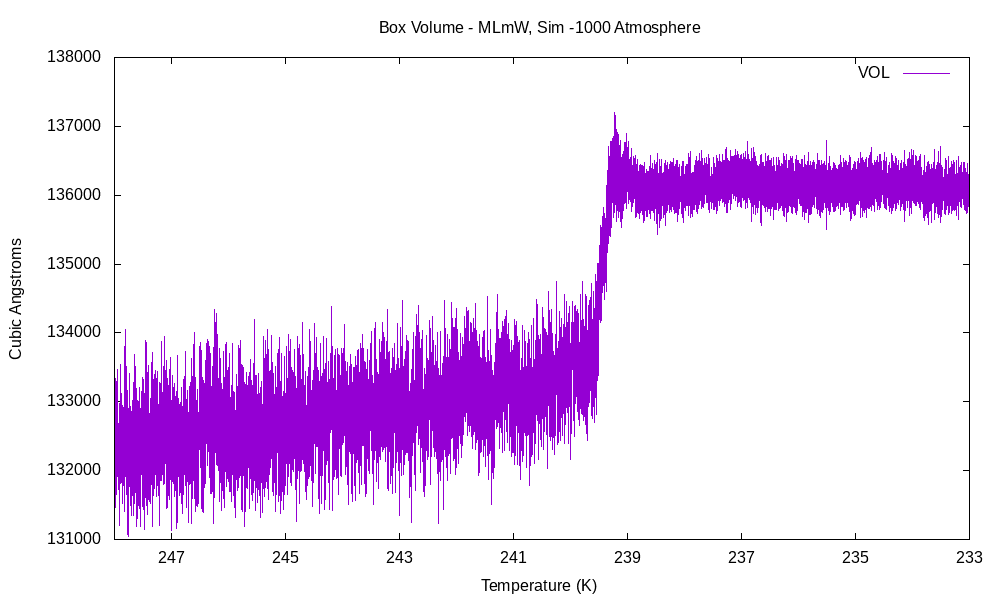 Box Volume - MLmW, Sim -1000 Atmosphere
VOL
138000
137000
136000
135000
134000
133000
132000
131000
Cubic Angstroms
247 245 243 241 239 237 235 233
Temperature (K)